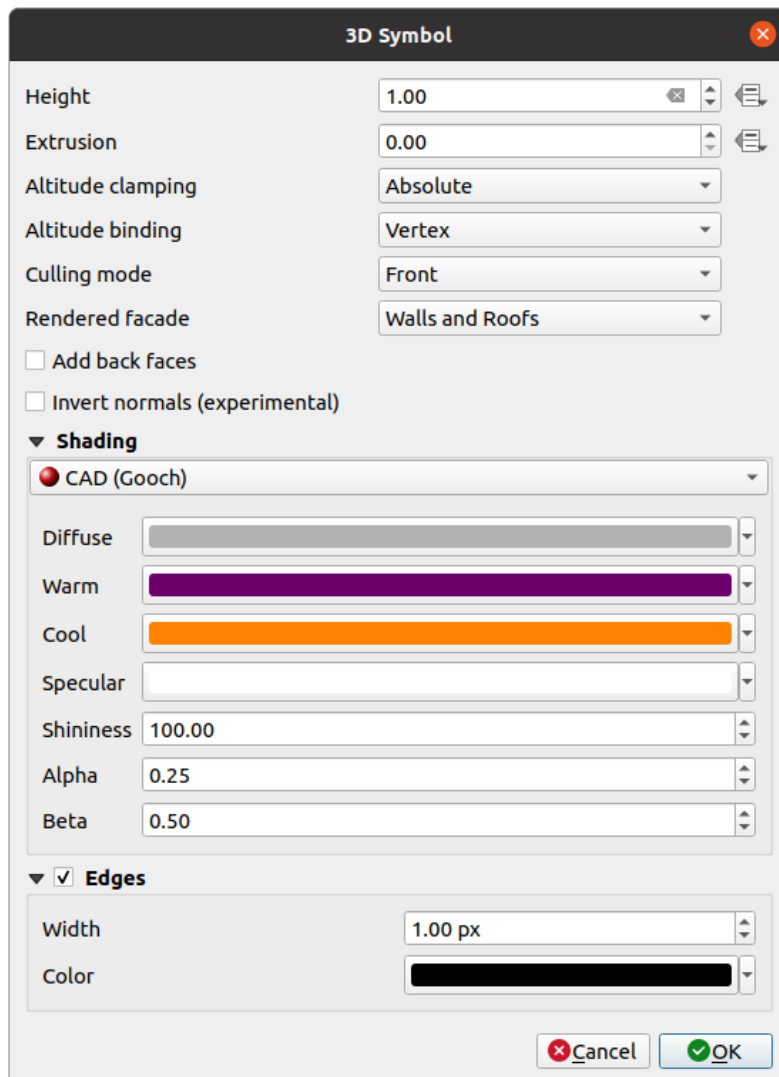 3D Symbol
Height 1.00
Extrusion 0.00
Altitude clamping Absolute
Altitude binding Vertex
Culling mode Front
Rendered facade Walls and Roofs
Add back faces
Invert normals (experimental)
Shading
CAD (Gooch)
Diffuse
Warm
Cool
Specular
Shininess 100.00
Alpha 0.25
Beta 0.50
Edges
Width 1.00 px
Color
Cancel OK